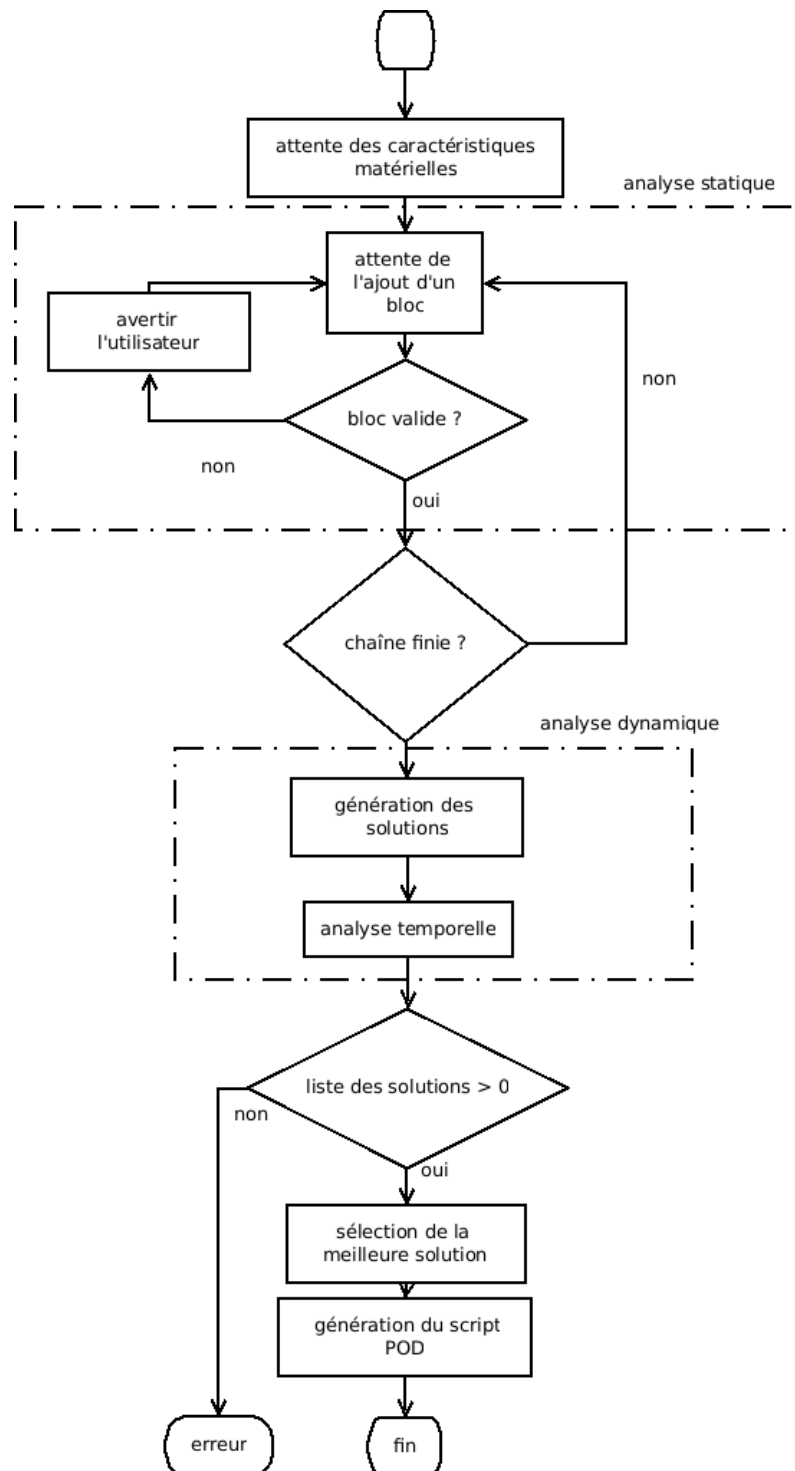 attente des caractéristiques
matérielles
analyse statique
attente de
l'ajout d'un
bloc
avertir
l'utilisateur
non
bloc valide ?
non
oui
chaîne finie ?
analyse dynamique
génération des
solutions
analyse temporelle
liste des solutions > 0
non
oui
sélection de la
meilleure solution
génération du script
POD
erreur
fin